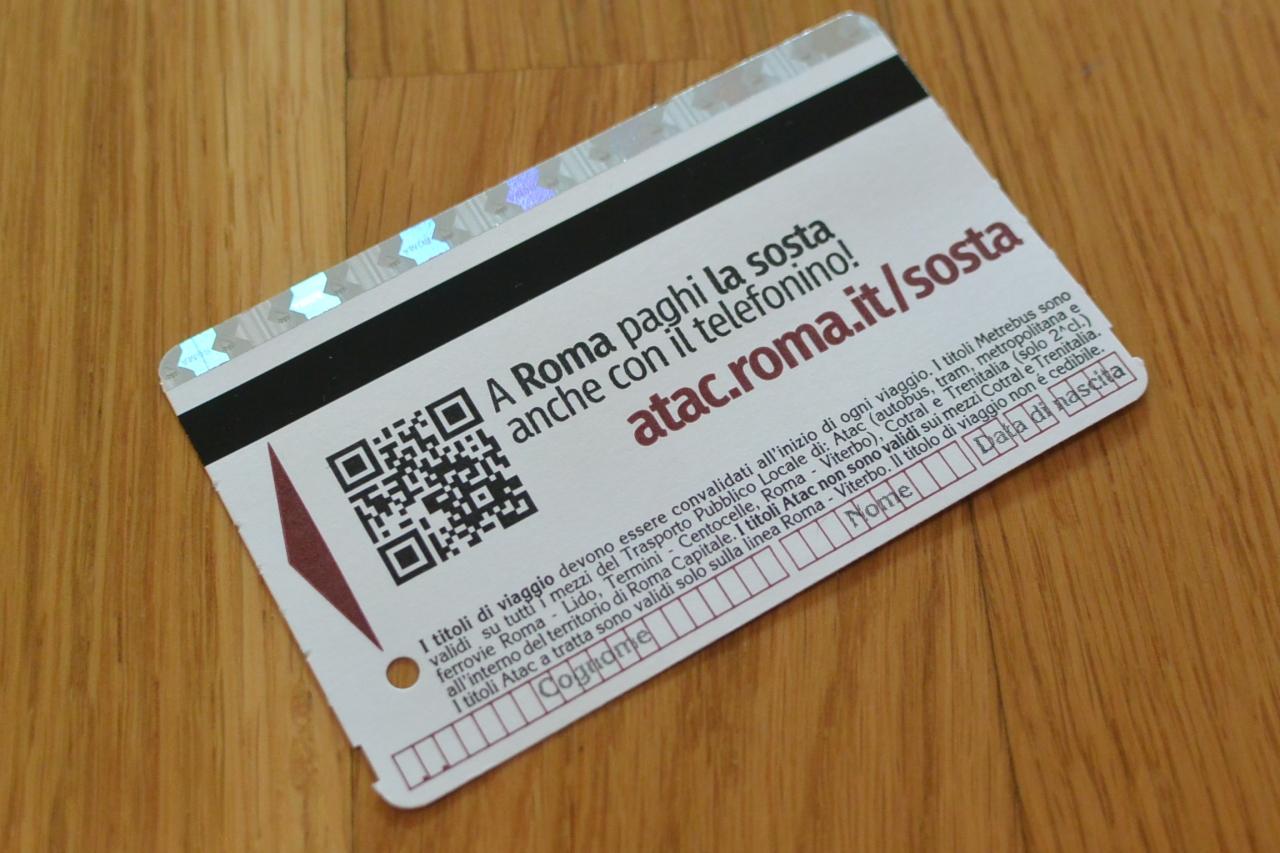 A Roma paghi la sosta
anche con il telefonino!
atac.roma.it/sosta
I titoli di viaggio devono essere convalidati all'inizio di ogni viaggio. I titoli Metrebus sono
validi su tutti i mezzi del Trasporto Pubblico Locale di: Atac (autobus, tram, metropolitana e
ferrovie Roma - Lido, Termini - Centocelle, Roma - Viterbo), Cotral e Trenitalia (solo 2^cl.)
all'interno del territorio di Roma Capitale. I titoli Atac non sono validi sui mezzi Cotral e Trenitalia.
I titoli Atac a tratta sono validi solo sulla linea Roma - Viterbo. Il titolo di viaggio non é cedibile.
Cognome Nome Data di nascita
ROMA
ROMA